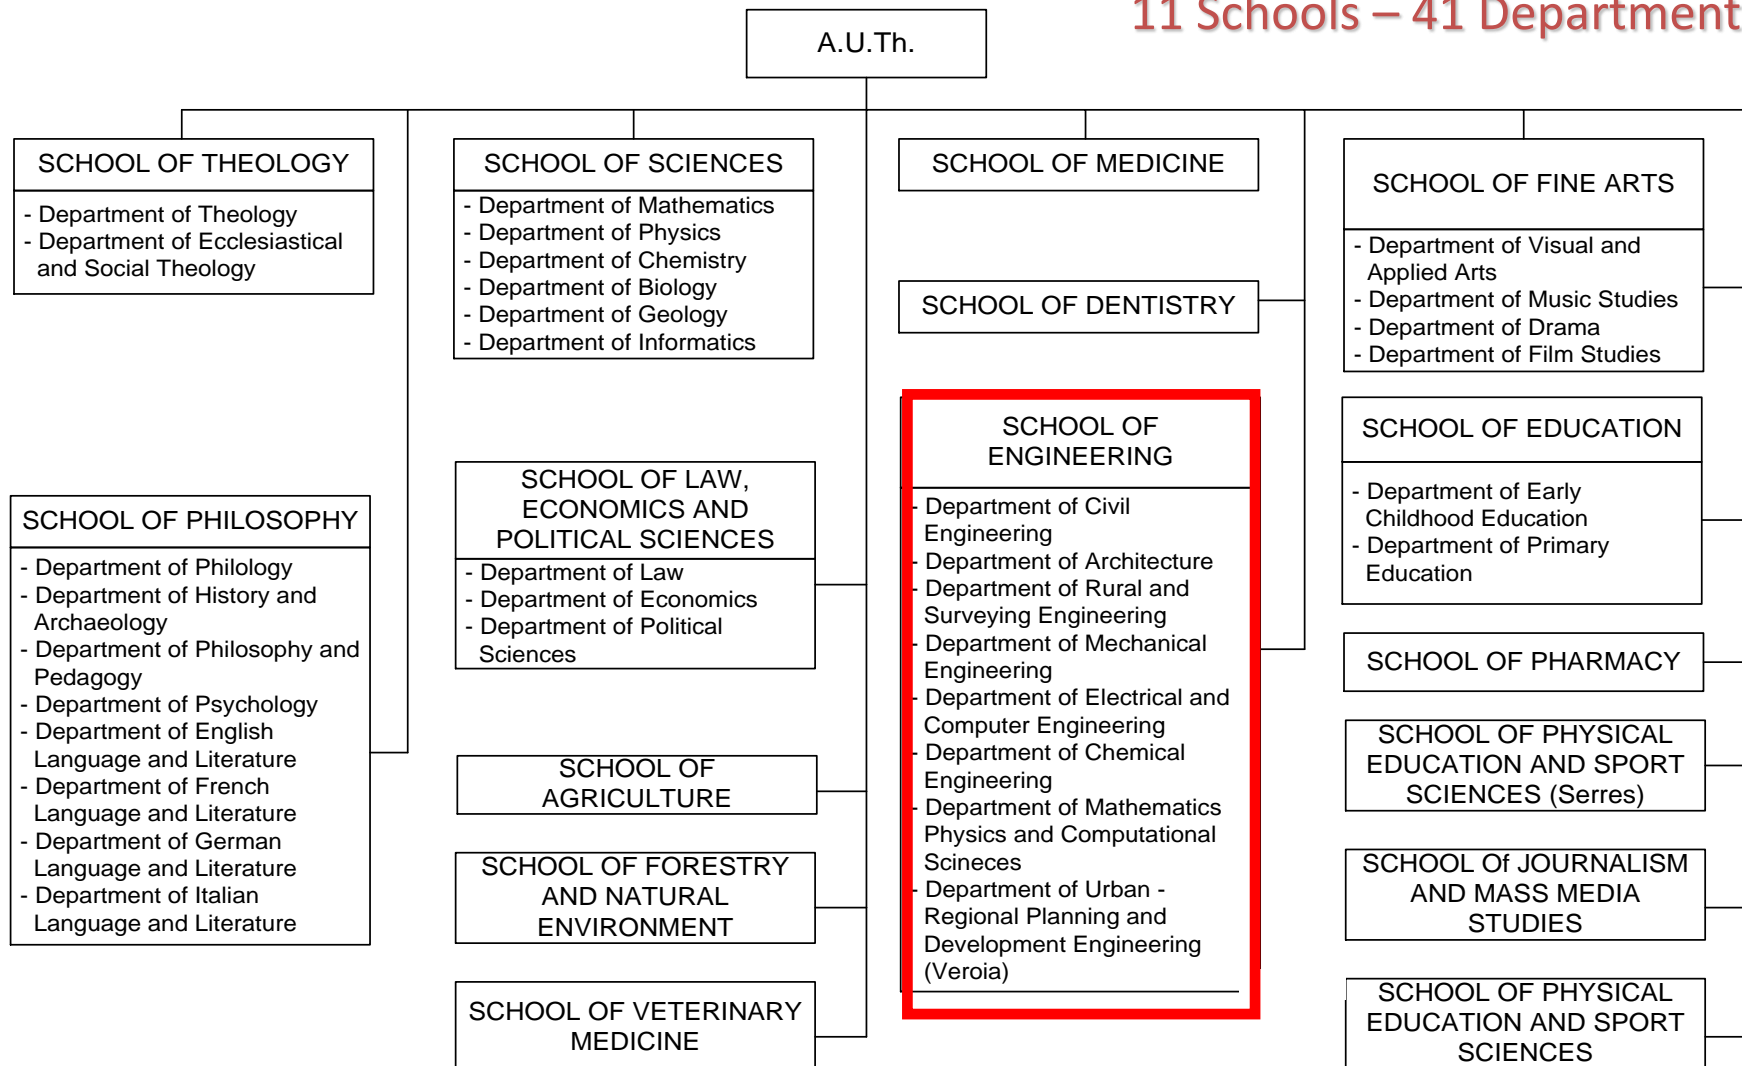 11 Schools – 41 Department
A.U.Th.
SCHOOL OF THEOLOGY
- Department of Theology
- Department of Ecclesiastical
and Social Theology
SCHOOL OF PHILOSOPHY
- Department of Philology
- Department of History and
Archaeology
- Department of Philosophy and
Pedagogy
- Department of Psychology
- Department of English
Language and Literature
- Department of French
Language and Literature
- Department of German
Language and Literature
- Department of Italian
Language and Literature
SCHOOL OF SCIENCES
- Department of Mathematics
- Department of Physics
- Department of Chemistry
- Department of Biology
- Department of Geology
- Department of Informatics
SCHOOL OF LAW,
ECONOMICS AND
POLITICAL SCIENCES
- Department of Law
- Department of Economics
- Department of Political
Sciences
SCHOOL OF
AGRICULTURE
SCHOOL OF FORESTRY
AND NATURAL
ENVIRONMENT
SCHOOL OF VETERINARY
MEDICINE
SCHOOL OF MEDICINE
SCHOOL OF DENTISTRY
SCHOOL OF
ENGINEERING
- Department of Civil
Engineering
- Department of Architecture
- Department of Rural and
Surveying Engineering
- Department of Mechanical
Engineering
- Department of Electrical and
Computer Engineering
- Department of Chemical
Engineering
- Department of Mathematics
Physics and Computational
Scineces
- Department of Urban -
Regional Planning and
Development Engineering
(Veroia)
SCHOOL OF FINE ARTS
- Department of Visual and
Applied Arts
- Department of Music Studies
- Department of Drama
- Department of Film Studies
SCHOOL OF EDUCATION
- Department of Early
Childhood Education
- Department of Primary
Education
SCHOOL OF PHARMACY
SCHOOL OF PHYSICAL
EDUCATION AND SPORT
SCIENCES (Serres)
SCHOOL Of JOURNALISM
AND MASS MEDIA
STUDIES
SCHOOL OF PHYSICAL
EDUCATION AND SPORT
SCIENCES